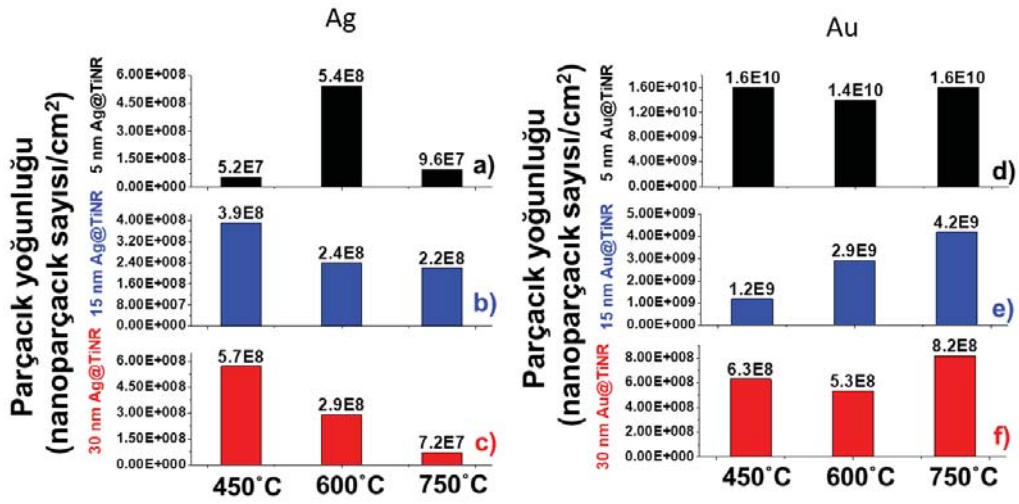 Ag
Parçacık yoğunluğu
(nanoparçacık sayısı/cm²)
5 nm Ag@TiNR
6.00E+008
3.00E+008
1.50E+008
0.00E+000
5.2E7
5.4E8
9.6E7
a)
15 nm Ag@TiNR
4.00E+008
3.20E+008
2.40E+008
1.60E+008
8.00E+007
0.00E+000
3.9E8
2.4E8
2.2E8
b)
Parçacık yoğunluğu
(nanoparçacık sayısı/cm²)
30 nm Ag@TiNR
6.00E+008
4.50E+008
3.00E+008
1.50E+008
0.00E+000
5.7E8
2.9E8
7.2E7
c)
450°C 600°C 750°C
Au
5 nm Au@TiNR
1.60E+010
1.20E+010
8.00E+009
4.00E+009
0.00E+000
1.6E10
1.4E10
1.6E10
d)
15 nm Au@TiNR
5.00E+009
4.00E+009
3.00E+009
2.00E+009
1.00E+009
0.00E+000
1.2E9
2.9E9
4.2E9
e)
30 nm Au@TiNR
8.00E+008
6.00E+008
4.00E+008
2.00E+008
0.00E+000
6.3E8
5.3E8
8.2E8
f)
450°C 600°C 750°C